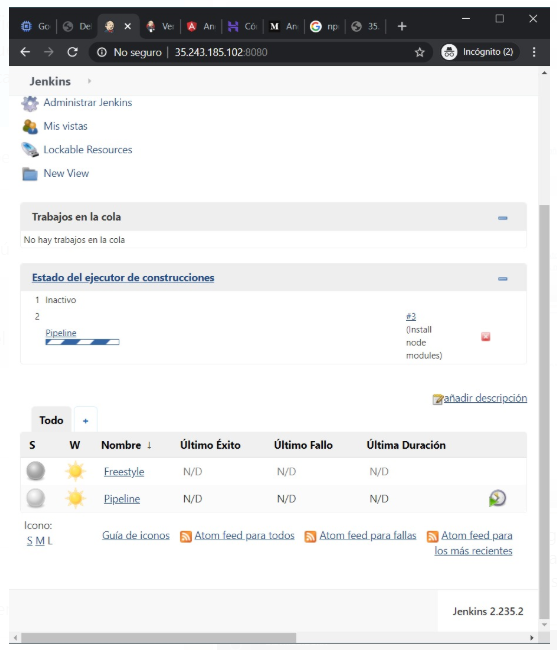 Go
De
Ver
An
Có
An
np
35.
No seguro | 35.243.185.102:8080
Incógnito (2)
Jenkins
Administrar Jenkins
Mis vistas
Lockable Resources
New View
Trabajos en la cola
No hay trabajos en la cola
Estado del ejecutor de construcciones
1 Inactivo
2
Pipeline
#3
(Install
node
modules)
añadir descripción
Todo +
S W Nombre ↓ Último Éxito Último Fallo Última Duración
Freestyle N/D N/D N/D
Pipeline N/D N/D N/D
Icono:
S M L
Guía de iconos Atom feed para todos Atom feed para fallas Atom feed para
los más recientes
Jenkins 2.235.2